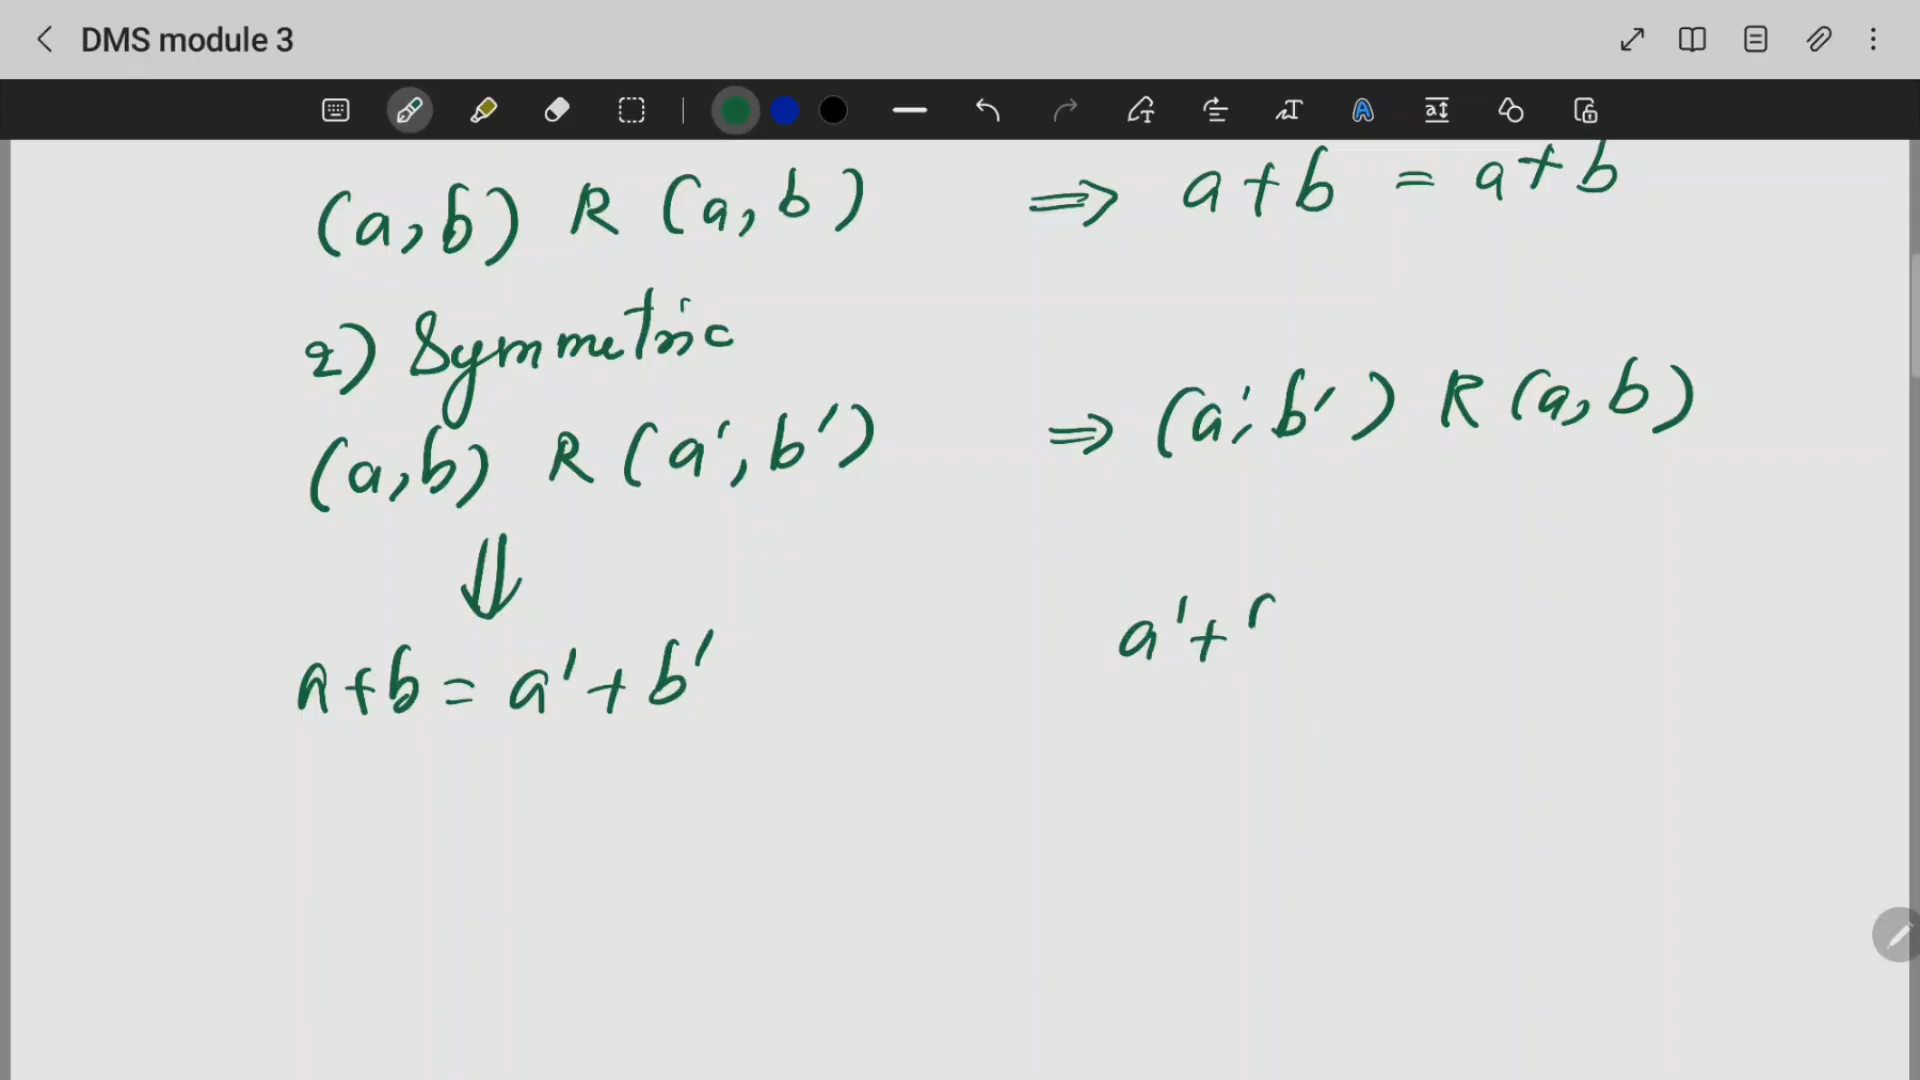 DMS module 3
(a,b) R (a,b) ⇒ a+b = a+b
2) Symmetric
(a,b) R (a',b') ⇒ (a',b') R (a,b)
⇓
a+b = a'+b'
a'+